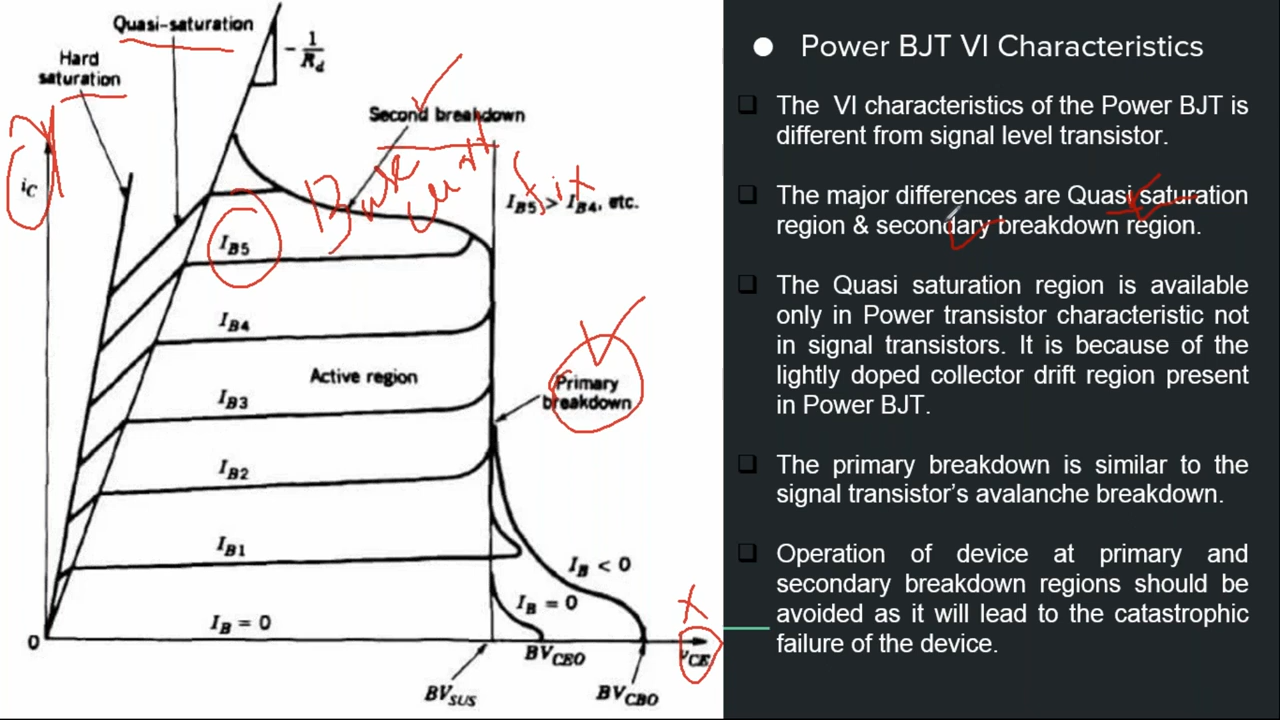 Quasi-saturation
Hard
saturation
- 1
R_d
Second breakdown
Base
fix
i_C
I_B5 > I_B4, etc.
I_B5
I_B4
Active region
Primary
breakdown
I_B3
I_B2
I_B1
I_B < 0
I_B = 0
I_B = 0
x
0
v_CE
BV_CEO
BV_SUS
BV_CBO
● Power BJT VI Characteristics
❑ The VI characteristics of the Power BJT is
different from signal level transistor.
❑ The major differences are Quasi saturation
region & secondary breakdown region.
❑ The Quasi saturation region is available
only in Power transistor characteristic not
in signal transistors. It is because of the
lightly doped collector drift region present
in Power BJT.
❑ The primary breakdown is similar to the
signal transistor's avalanche breakdown.
❑ Operation of device at primary and
secondary breakdown regions should be
avoided as it will lead to the catastrophic
failure of the device.